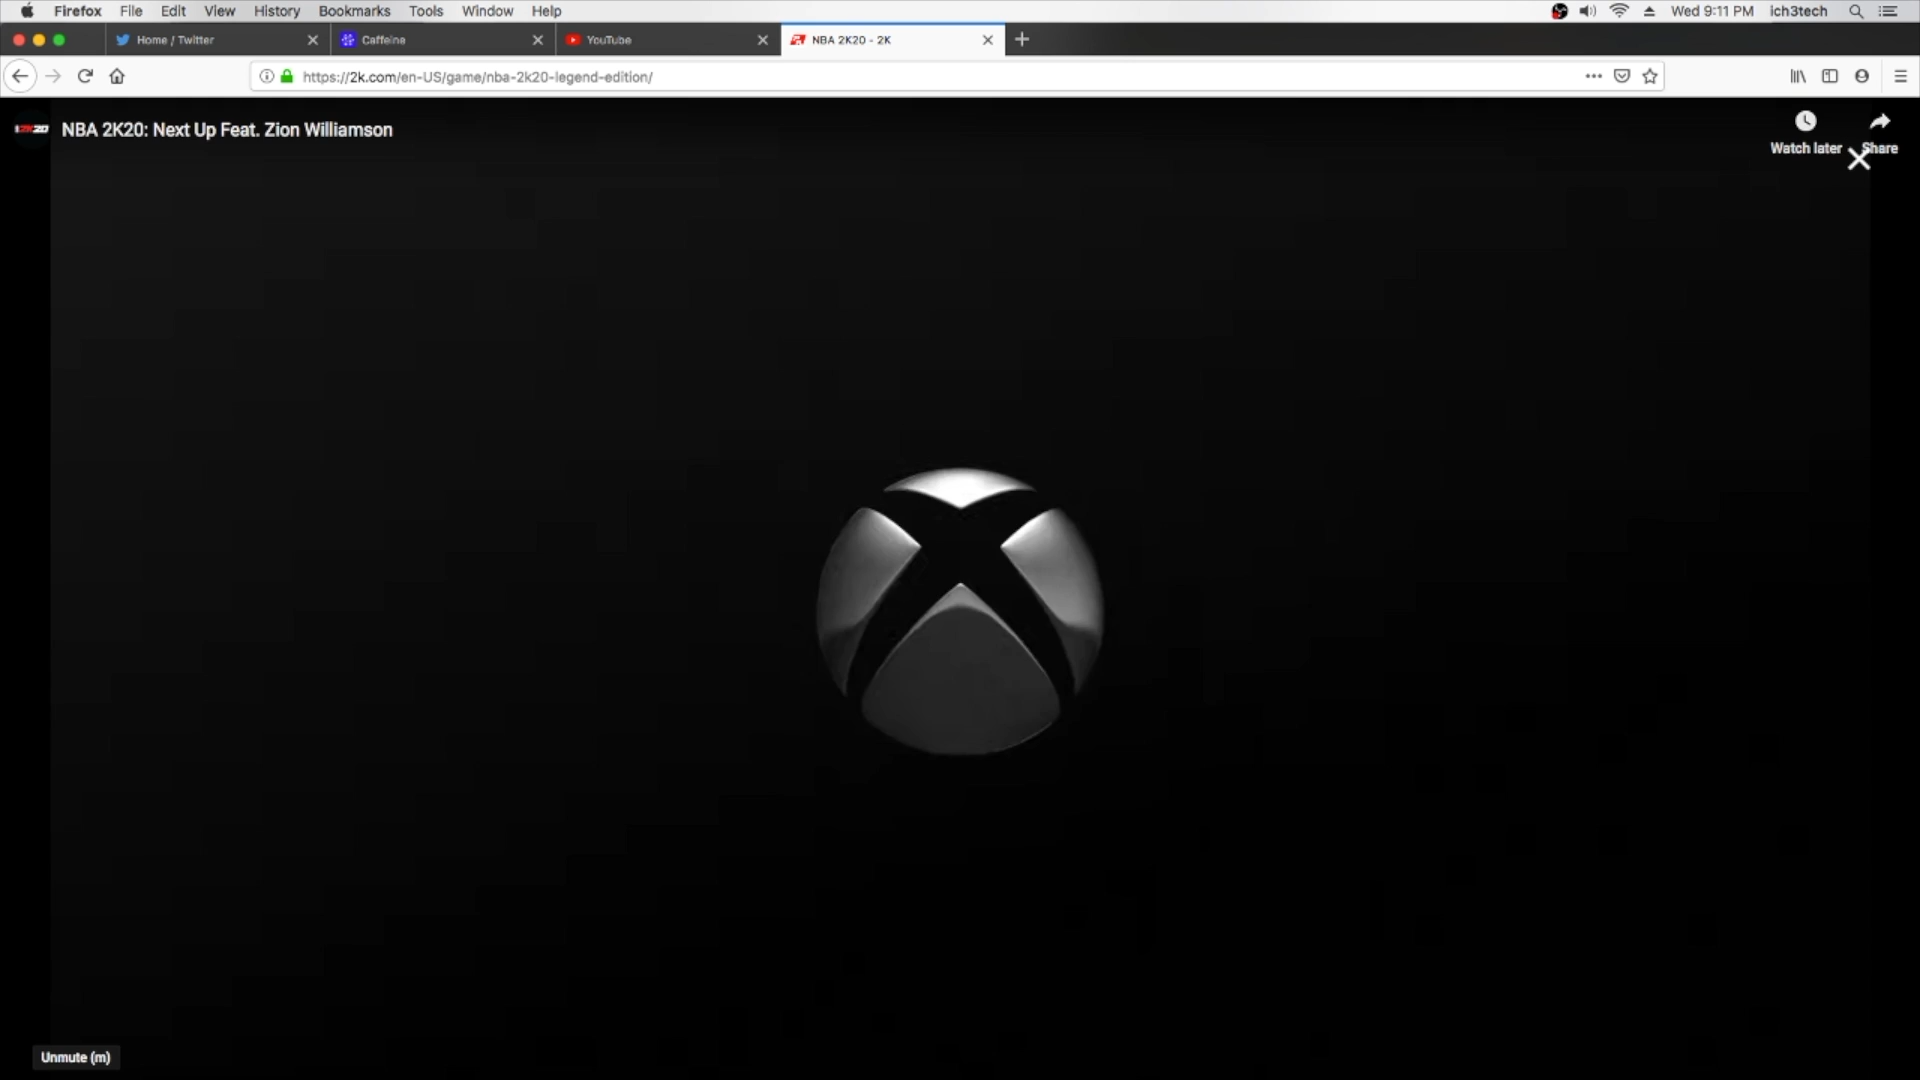 Firefox File Edit View History Bookmarks Tools Window Help Wed 9:11 PM ich3tech
Home / Twitter Caffeine YouTube NBA 2K20 - 2K
https://2k.com/en-US/game/nba-2k20-legend-edition/
2K20 NBA 2K20: Next Up Feat. Zion Williamson
Watch later Share
Unmute (m)